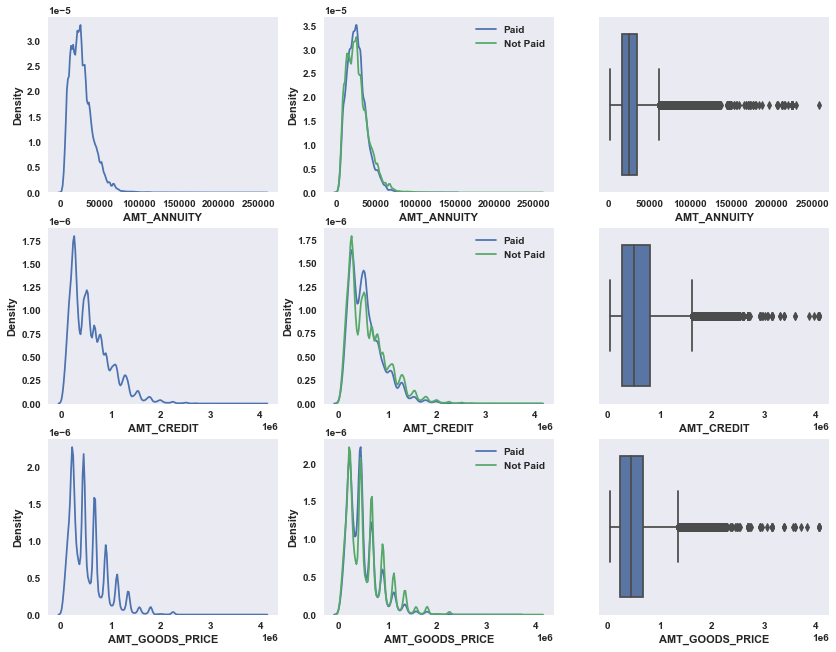 1e−5
3.0
2.5
2.0
1.5
1.0
0.5
0.0
Density
0 50000 100000 150000 200000 250000
AMT_ANNUITY
1e−5
3.5
3.0
2.5
2.0
1.5
1.0
0.5
0.0
Density
Paid
Not Paid
0 50000 100000 150000 200000 250000
AMT_ANNUITY
0 50000 100000 150000 200000 250000
AMT_ANNUITY
1e−6
1.75
1.50
1.25
1.00
0.75
0.50
0.25
0.00
Density
0 1 2 3 4
1e6
AMT_CREDIT
1e−6
1.75
1.50
1.25
1.00
0.75
0.50
0.25
0.00
Density
Paid
Not Paid
0 1 2 3 4
1e6
AMT_CREDIT
0 1 2 3 4
1e6
AMT_CREDIT
1e−6
2.0
1.5
1.0
0.5
0.0
Density
0 1 2 3 4
1e6
AMT_GOODS_PRICE
1e−6
2.0
1.5
1.0
0.5
0.0
Density
Paid
Not Paid
0 1 2 3 4
1e6
AMT_GOODS_PRICE
0 1 2 3 4
1e6
AMT_GOODS_PRICE